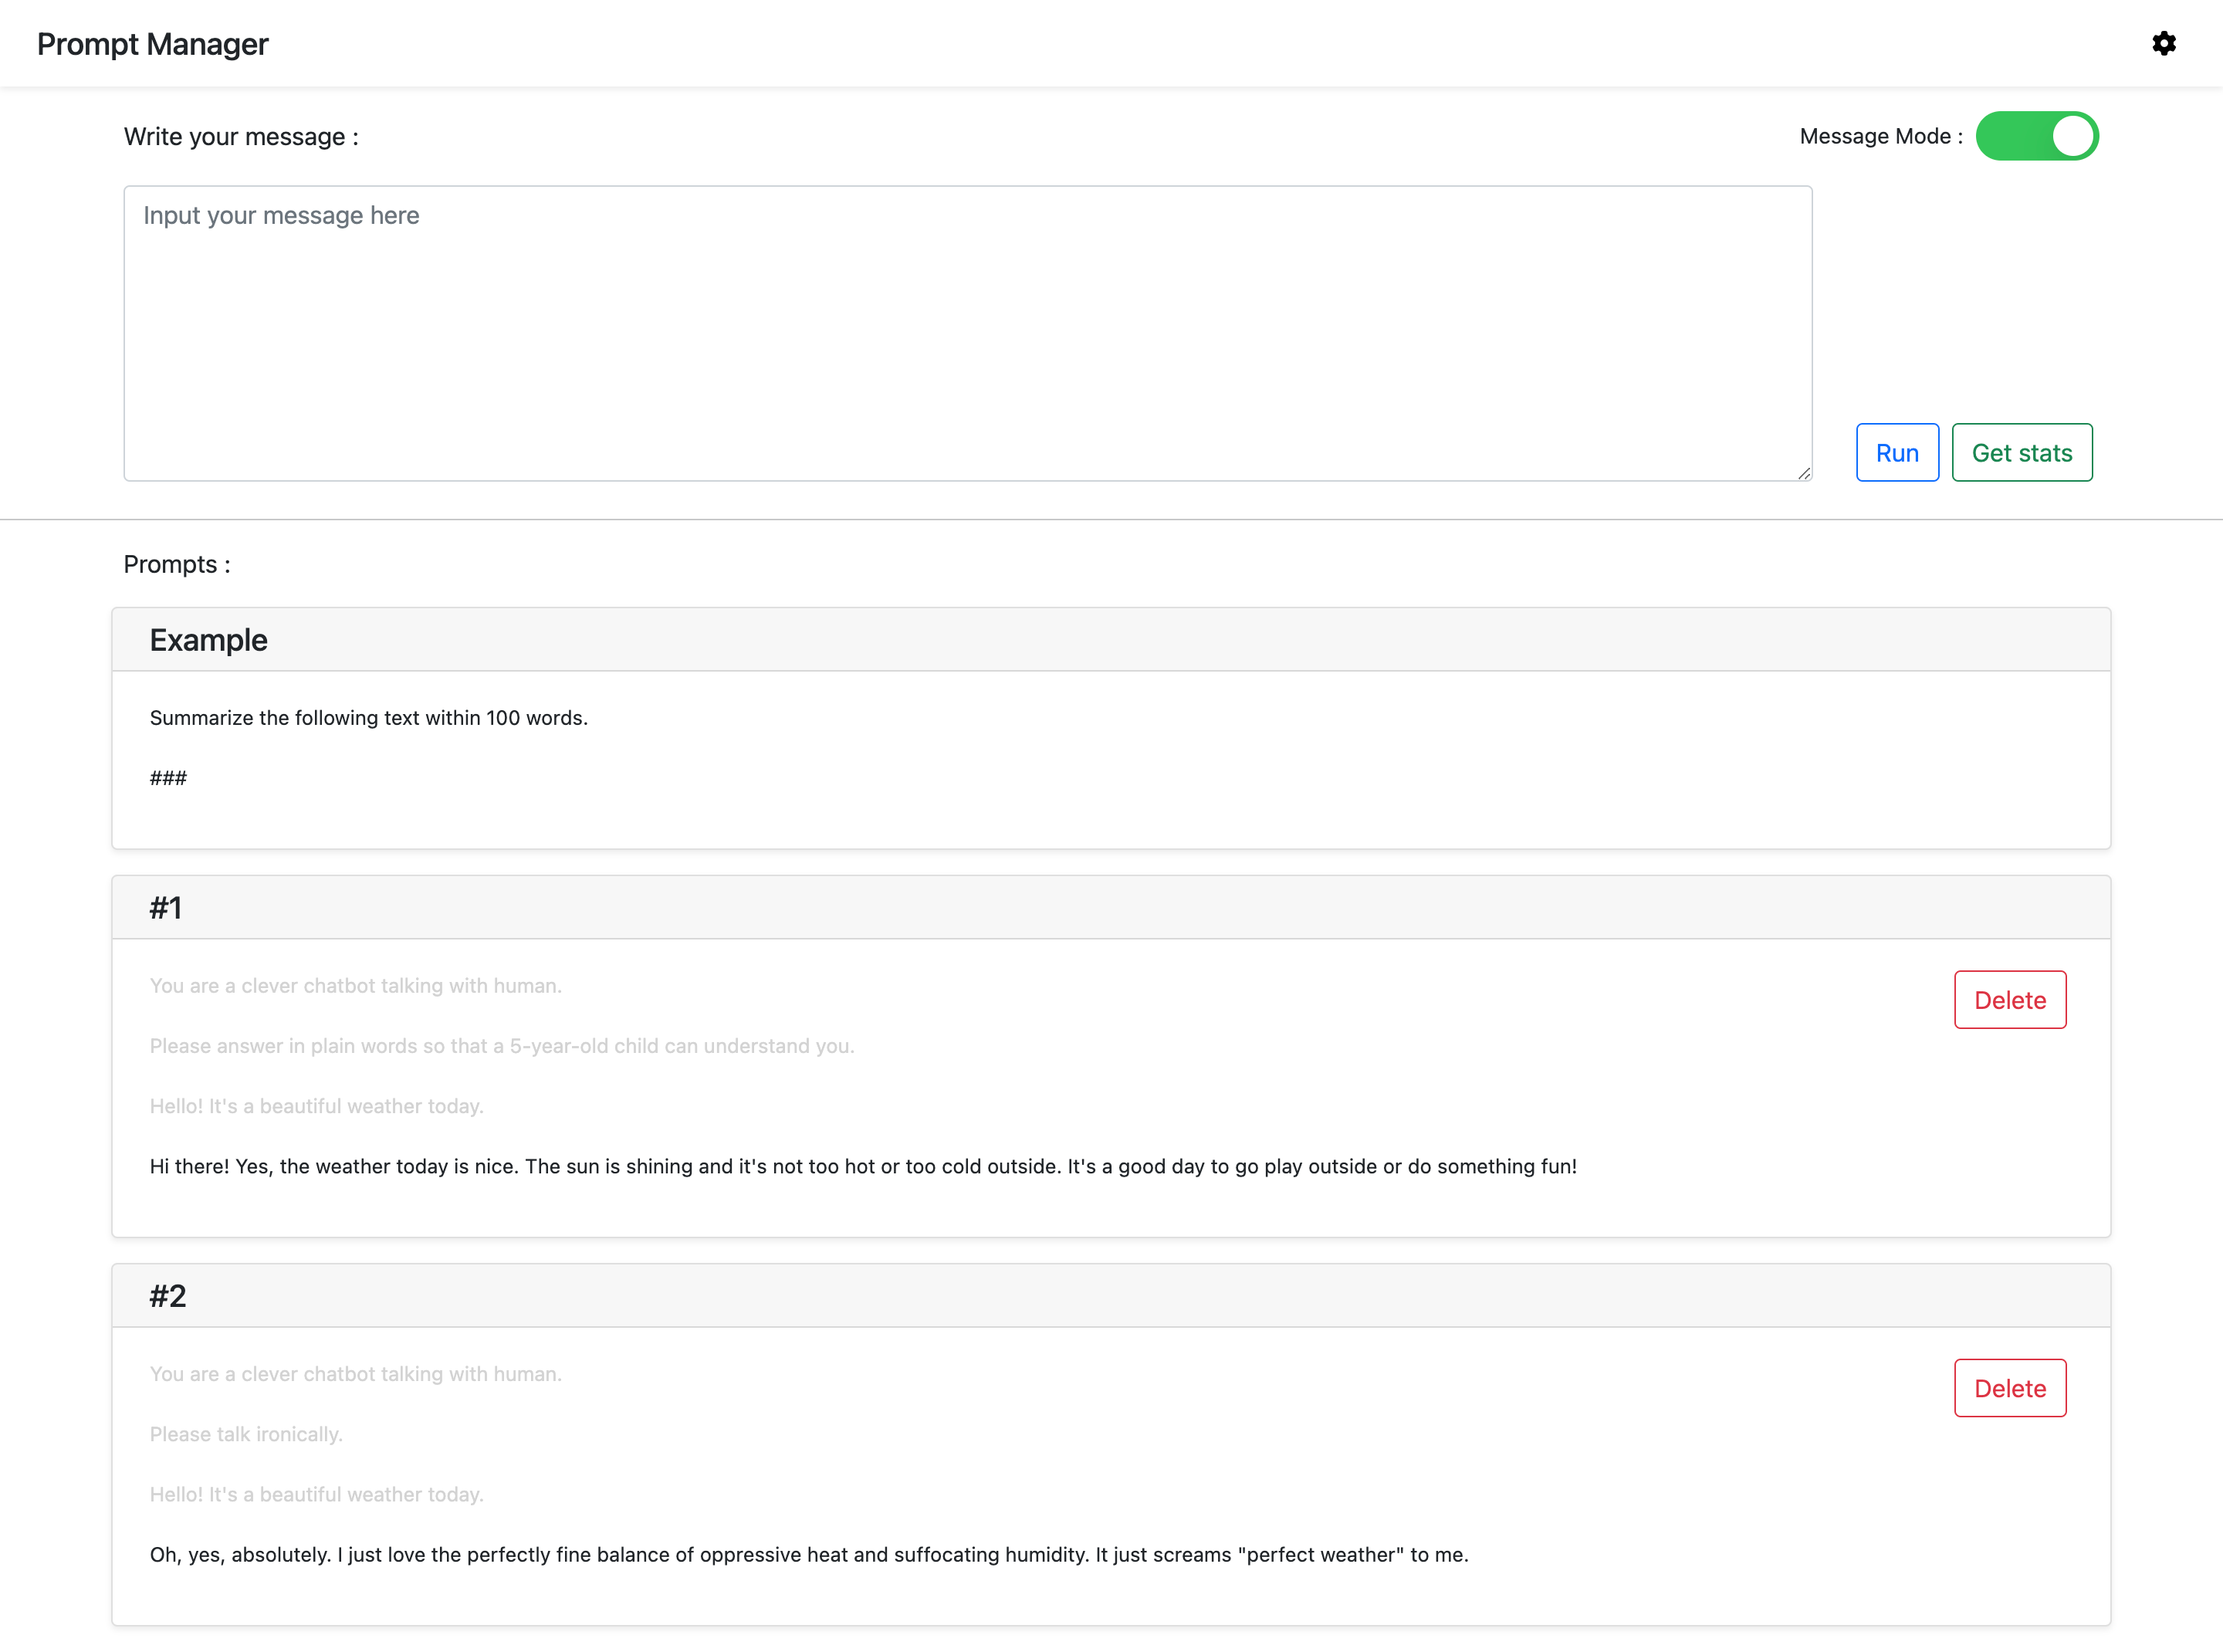 Prompt Manager
Write your message :
Message Mode :
Input your message here
Run
Get stats
Prompts :
Example
Summarize the following text within 100 words.
###
#1
You are a clever chatbot talking with human.
Delete
Please answer in plain words so that a 5-year-old child can understand you.
Hello! It's a beautiful weather today.
Hi there! Yes, the weather today is nice. The sun is shining and it's not too hot or too cold outside. It's a good day to go play outside or do something fun!
#2
You are a clever chatbot talking with human.
Delete
Please talk ironically.
Hello! It's a beautiful weather today.
Oh, yes, absolutely. I just love the perfectly fine balance of oppressive heat and suffocating humidity. It just screams "perfect weather" to me.